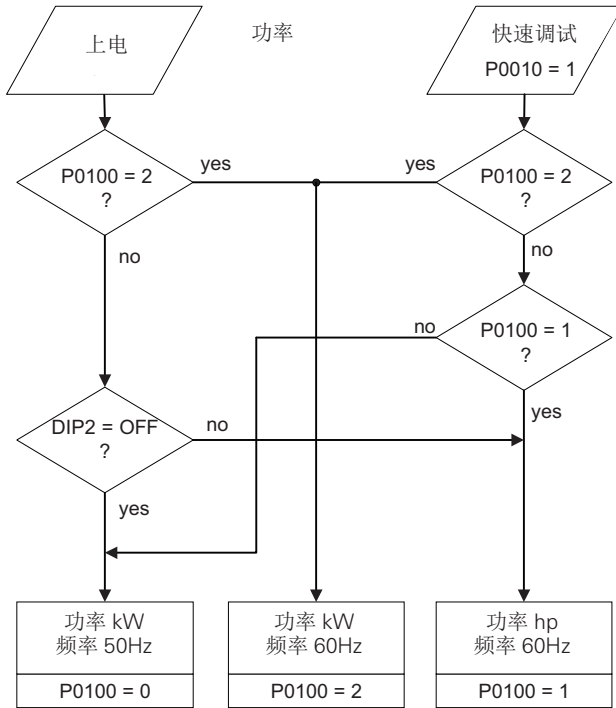 上电
功率
快速调试
P0010 = 1
P0100 = 2
?
yes
yes
P0100 = 2
?
no
no
no
P0100 = 1
?
yes
DIP2 = OFF
?
no
yes
功率 kW
频率 50Hz
P0100 = 0
功率 kW
频率 60Hz
P0100 = 2
功率 hp
频率 60Hz
P0100 = 1